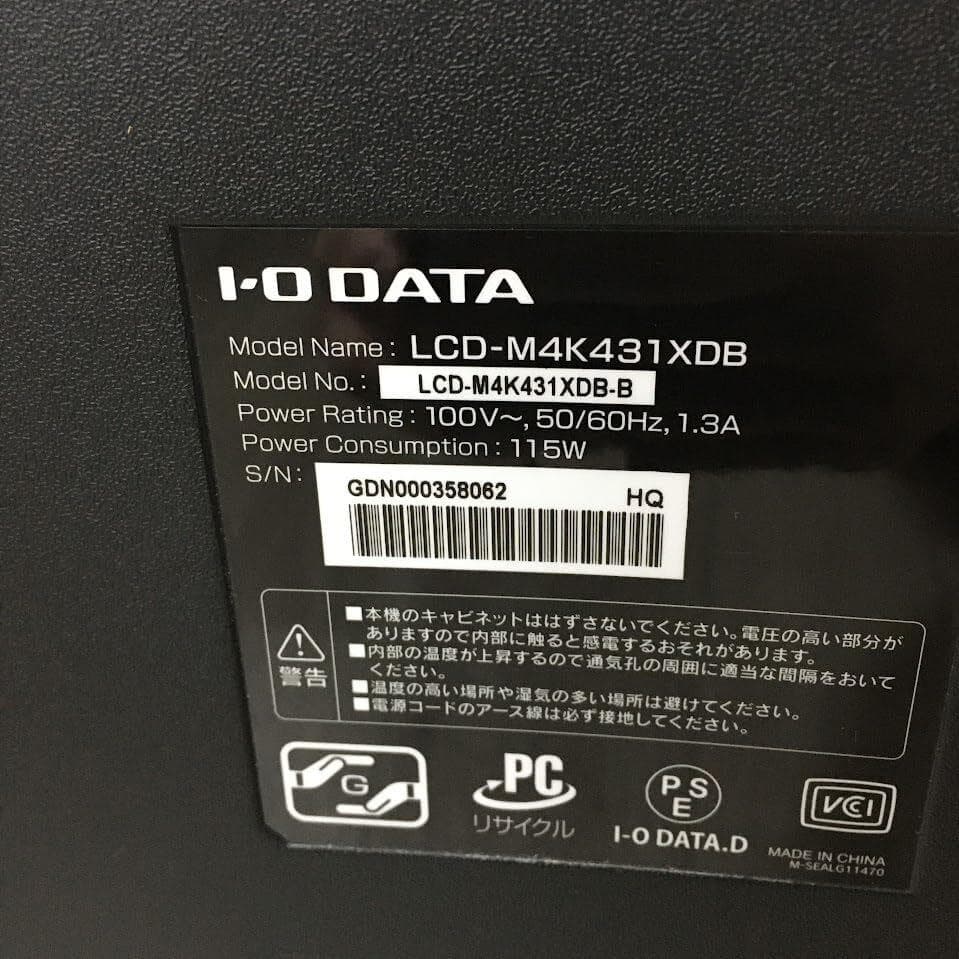 I-O DATA
Model Name : LCD-M4K431XDB
Model No. : LCD-M4K431XDB-B
Power Rating : 100V～, 50/60Hz, 1.3A
Power Consumption : 115W
S/N : GDN000358062 HQ
警告
■本機のキャビネットははずさないでください。電圧の高い部分が
ありますので内部に触ると感電するおそれがあります。
■内部の温度が上昇するので通気孔の周囲に適当な間隔をおいて
ください。
■温度の高い場所や湿気の多い場所は避けてください。
■電源コードのアース線は必ず接地してください。
G
PC
リサイクル
PS
E
I-O DATA.D
VCI
MADE IN CHINA
M-SEALG11470